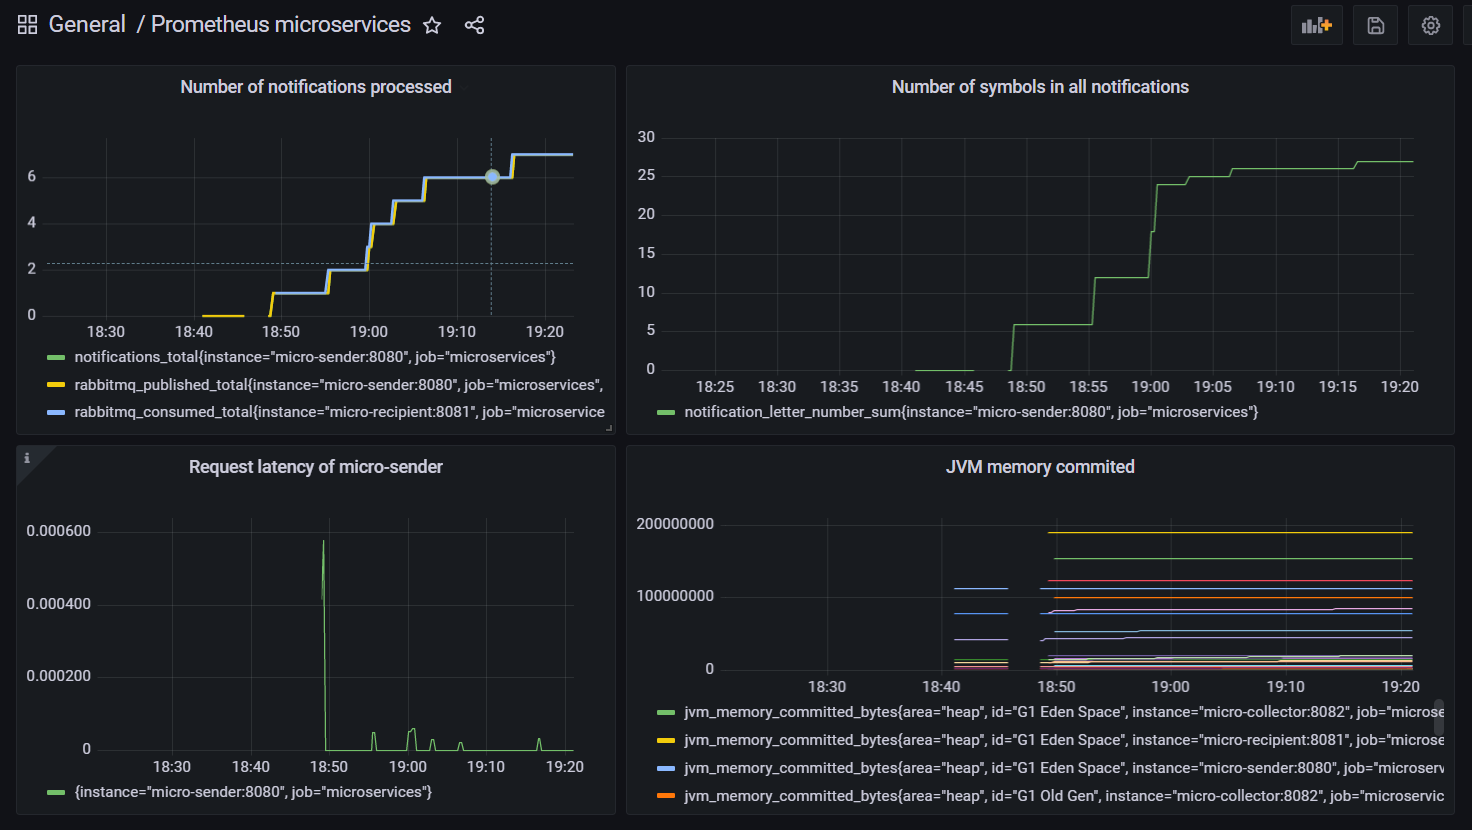 General / Prometheus microservices
Number of notifications processed
6
4
2
0
18:30 18:40 18:50 19:00 19:10 19:20
notifications_total{instance="micro-sender:8080", job="microservices"}
rabbitmq_published_total{instance="micro-sender:8080", job="microservices",
rabbitmq_consumed_total{instance="micro-recipient:8081", job="microservice
Number of symbols in all notifications
30
25
20
15
10
5
0
18:25 18:30 18:35 18:40 18:45 18:50 18:55 19:00 19:05 19:10 19:15 19:20
notification_letter_number_sum{instance="micro-sender:8080", job="microservices"}
i
Request latency of micro-sender
0.000600
0.000400
0.000200
0
18:30 18:40 18:50 19:00 19:10 19:20
{instance="micro-sender:8080", job="microservices"}
JVM memory commited
200000000
100000000
0
18:30 18:40 18:50 19:00 19:10 19:20
jvm_memory_committed_bytes{area="heap", id="G1 Eden Space", instance="micro-collector:8082", job="microse
jvm_memory_committed_bytes{area="heap", id="G1 Eden Space", instance="micro-recipient:8081", job="microse
jvm_memory_committed_bytes{area="heap", id="G1 Eden Space", instance="micro-sender:8080", job="microserv
jvm_memory_committed_bytes{area="heap", id="G1 Old Gen", instance="micro-collector:8082", job="microservic